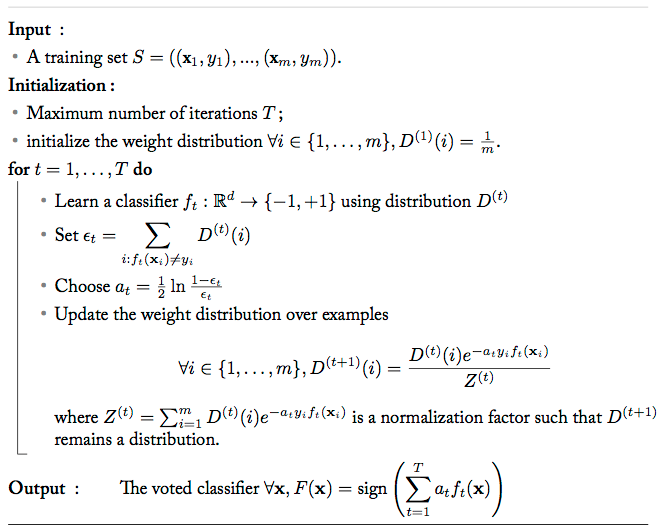 Input :
• A training set S = ((x₁, y₁), ..., (xₘ, yₘ)).
Initialization :
• Maximum number of iterations T ;
• initialize the weight distribution ∀i ∈ {1, . . . , m}, D⁽¹⁾(i) = 1/m.
for t = 1, . . . , T do
• Learn a classifier fₜ : ℝᵈ → {−1, +1} using distribution D⁽ᵗ⁾
• Set ϵₜ = ∑_{i:fₜ(xᵢ)≠yᵢ} D⁽ᵗ⁾(i)
• Choose aₜ = 1/2 ln (1−ϵₜ)/ϵₜ
• Update the weight distribution over examples
∀i ∈ {1, . . . , m}, D⁽ᵗ⁺¹⁾(i) = D⁽ᵗ⁾(i)e^{−aₜyᵢfₜ(xᵢ)} / Z⁽ᵗ⁾
where Z⁽ᵗ⁾ = ∑ᵢ₌₁ᵐ D⁽ᵗ⁾(i)e^{−aₜyᵢfₜ(xᵢ)} is a normalization factor such that D⁽ᵗ⁺¹⁾
remains a distribution.
Output : The voted classifier ∀x, F(x) = sign (∑ₜ₌₁ᵀ aₜfₜ(x))